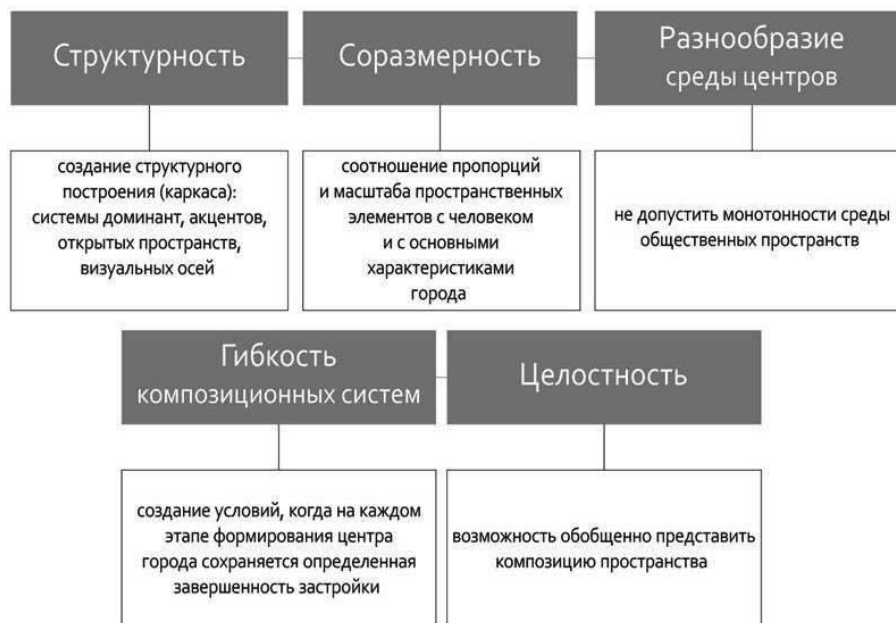 Структурность
создание структурного
построения (каркаса):
системы доминант, акцентов,
открытых пространств,
визуальных осей
Соразмерность
соотношение пропорций
и масштаба пространственных
элементов с человеком
и с основными
характеристиками
города
Разнообразие
среды центров
не допустить монотонности среды
общественных пространств
Гибкость
композиционных систем
создание условий, когда на каждом
этапе формирования центра
города сохраняется определенная
завершенность застройки
Целостность
возможность обобщенно представить
композицию пространства